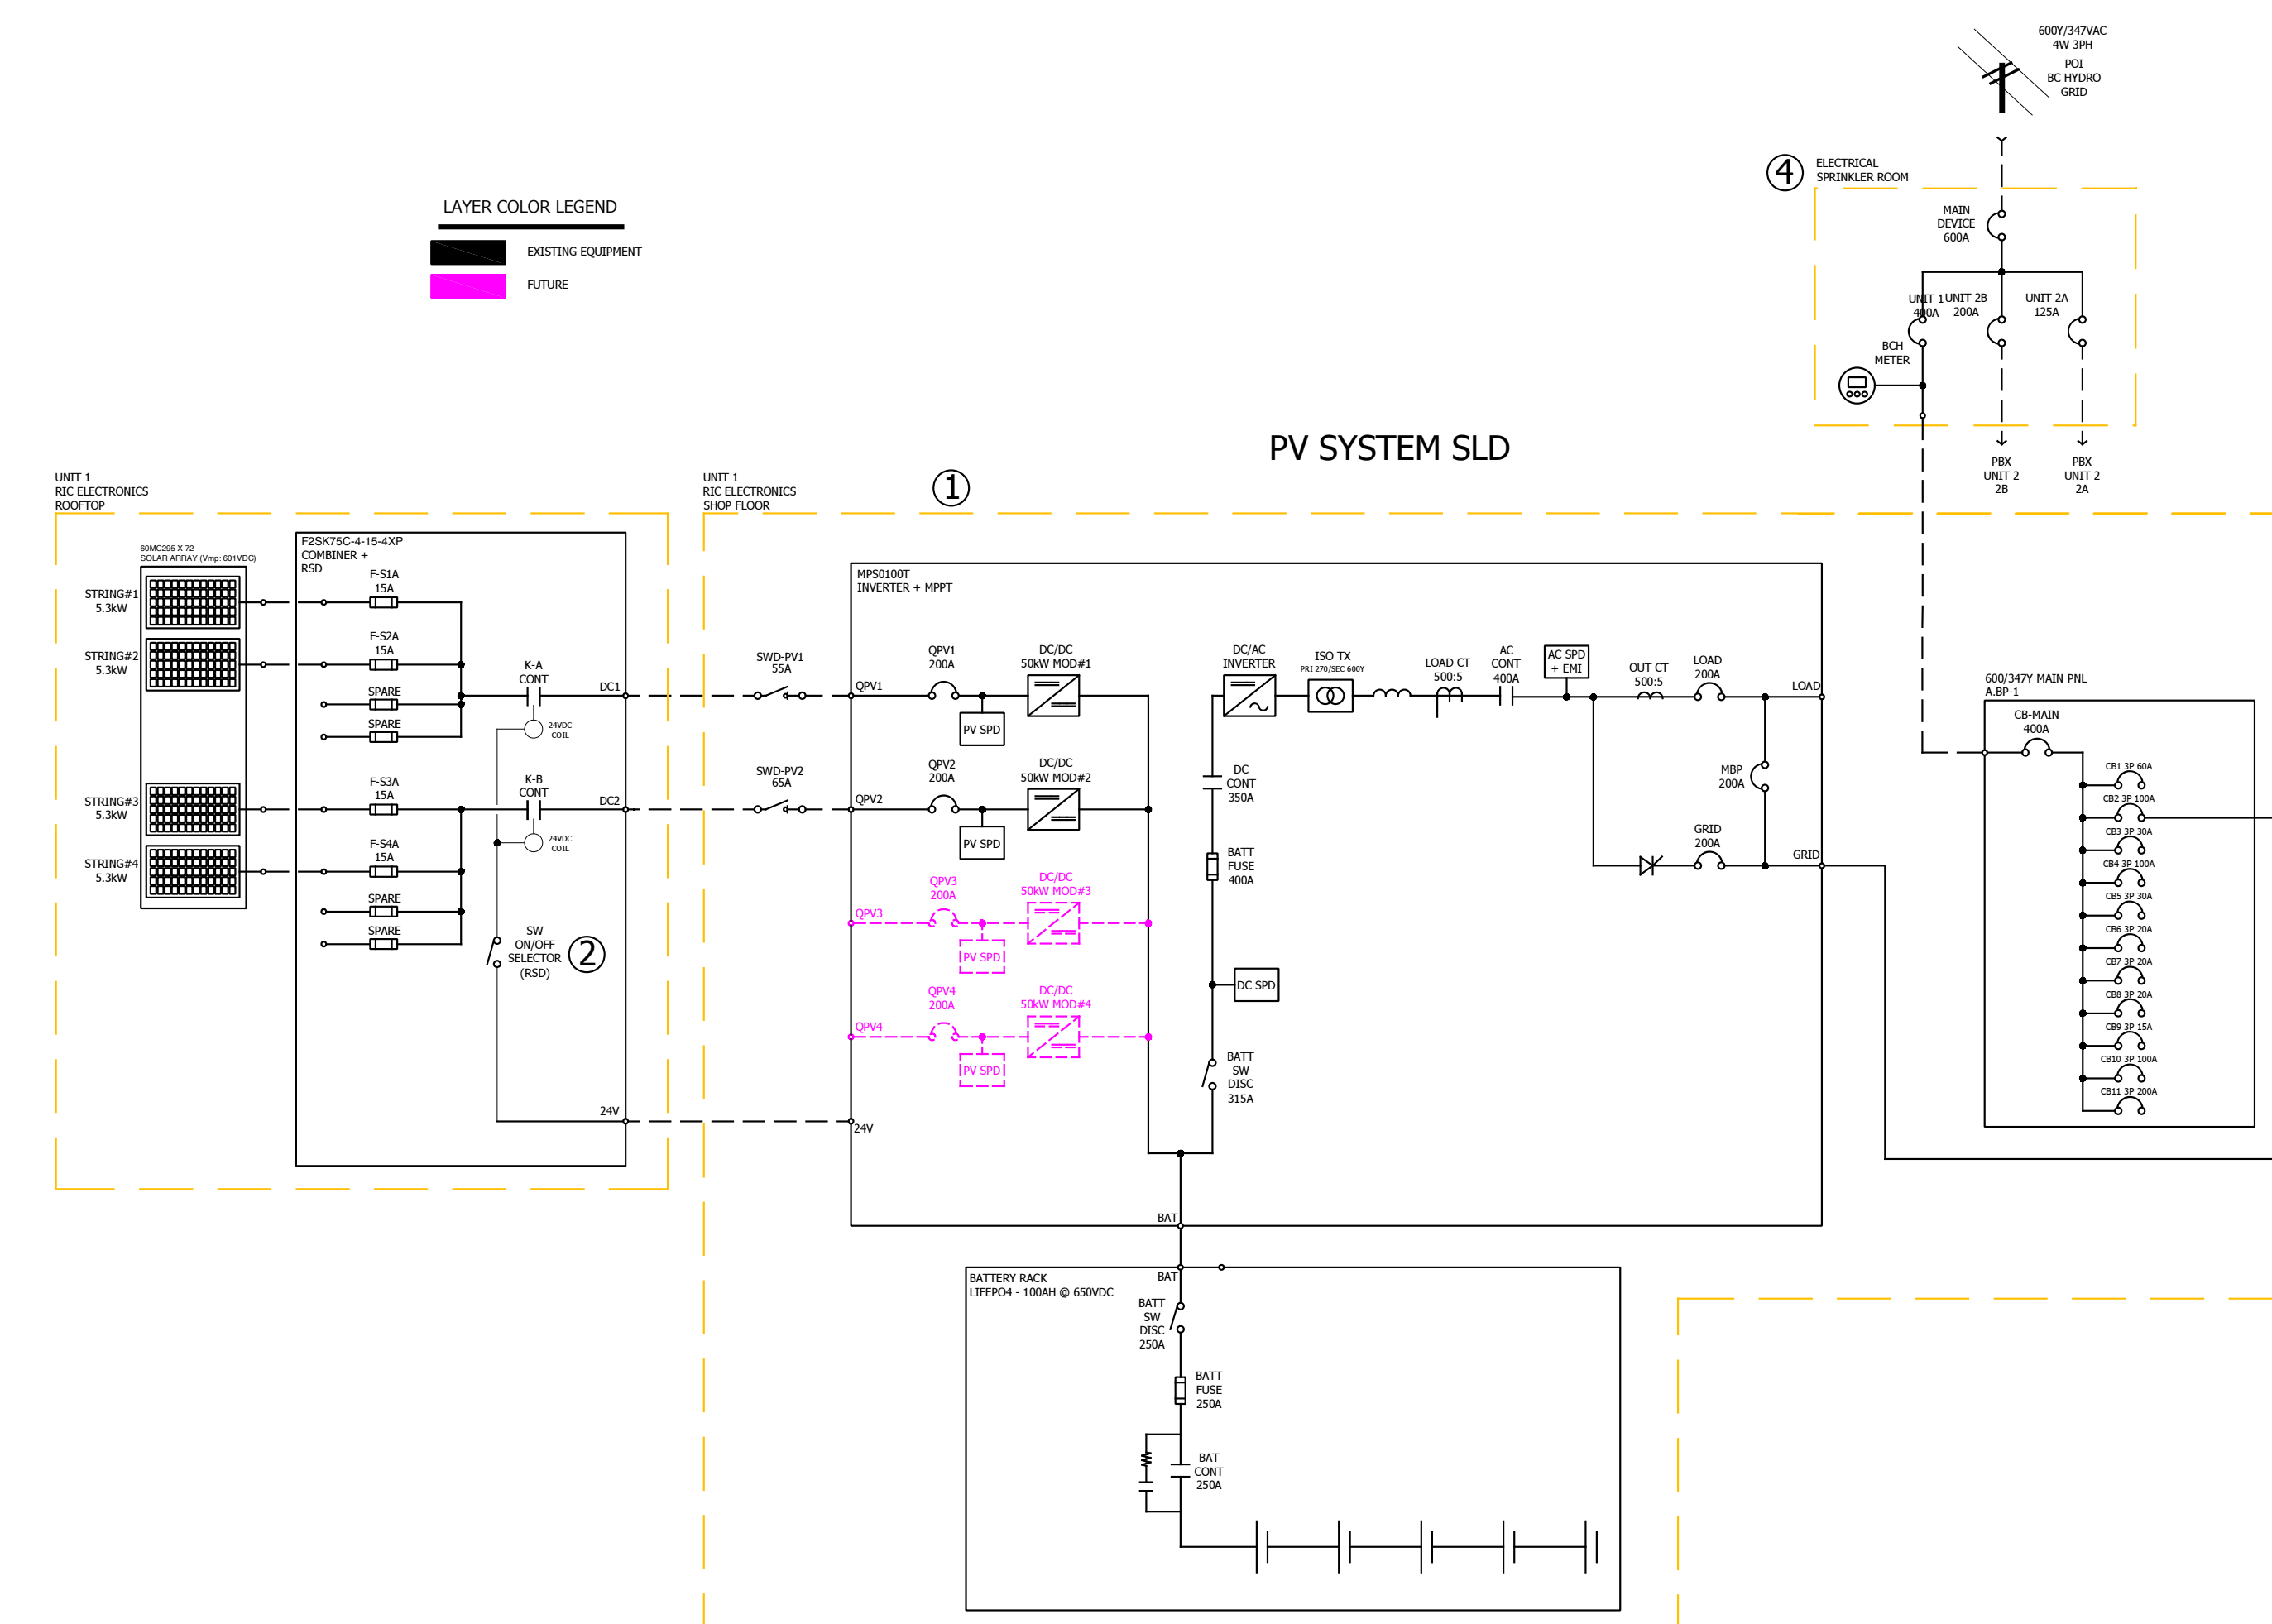 600Y/347VAC
4W 3PH
POI
BC HYDRO
GRID
4
ELECTRICAL
SPRINKLER ROOM
MAIN
DEVICE
600A
UNIT 1
400A
UNIT 2B
200A
UNIT 2A
125A
BCH
METER
PBX
UNIT 2
2B
PBX
UNIT 2
2A
LAYER COLOR LEGEND
EXISTING EQUIPMENT
FUTURE
PV SYSTEM SLD
UNIT 1
RIC ELECTRONICS
ROOFTOP
60MC295 X 72
SOLAR ARRAY (Vmp: 601VDC)
STRING#1
5.3kW
STRING#2
5.3kW
STRING#3
5.3kW
STRING#4
5.3kW
F2SK75C-4-15-4XP
COMBINER +
RSD
F-S1A
15A
F-S2A
15A
SPARE
SPARE
F-S3A
15A
F-S4A
15A
SPARE
SPARE
K-A
CONT
DC1
24VDC
COIL
K-B
CONT
DC2
24VDC
COIL
SW
ON/OFF
SELECTOR
(RSD)
2
24V
UNIT 1
RIC ELECTRONICS
SHOP FLOOR
1
SWD-PV1
55A
SWD-PV2
65A
MPS0100T
INVERTER + MPPT
QPV1
QPV1
200A
PV SPD
DC/DC
50kW MOD#1
QPV2
QPV2
200A
PV SPD
DC/DC
50kW MOD#2
QPV3
QPV3
200A
PV SPD
DC/DC
50kW MOD#3
QPV4
QPV4
200A
PV SPD
DC/DC
50kW MOD#4
24V
DC/AC
INVERTER
ISO TX
PRI 270/SEC 600Y
LOAD CT
500:5
AC
CONT
400A
AC SPD
+ EMI
OUT CT
500:5
LOAD
200A
LOAD
MBP
200A
GRID
200A
GRID
DC
CONT
350A
BATT
FUSE
400A
DC SPD
BATT
SW
DISC
315A
BAT
BATTERY RACK
LIFEPO4 - 100AH @ 650VDC
BAT
BATT
SW
DISC
250A
BATT
FUSE
250A
BAT
CONT
250A
600/347Y MAIN PNL
A.BP-1
CB-MAIN
400A
CB1 3P 60A
CB2 3P 100A
CB3 3P 30A
CB4 3P 100A
CB5 3P 30A
CB6 3P 20A
CB7 3P 20A
CB8 3P 20A
CB9 3P 15A
CB10 3P 100A
CB11 3P 200A